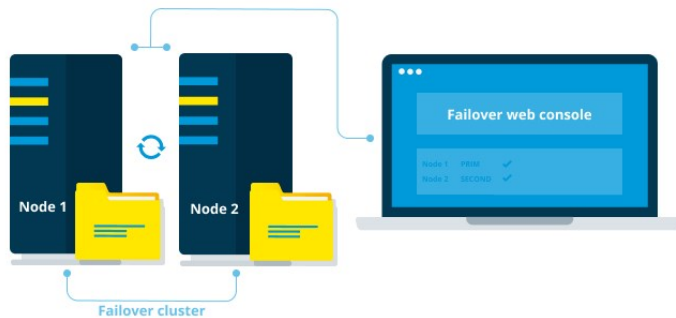 Node 1
Node 2
Failover cluster
Failover web console
Node 1 PRIM
Node 2 SECOND